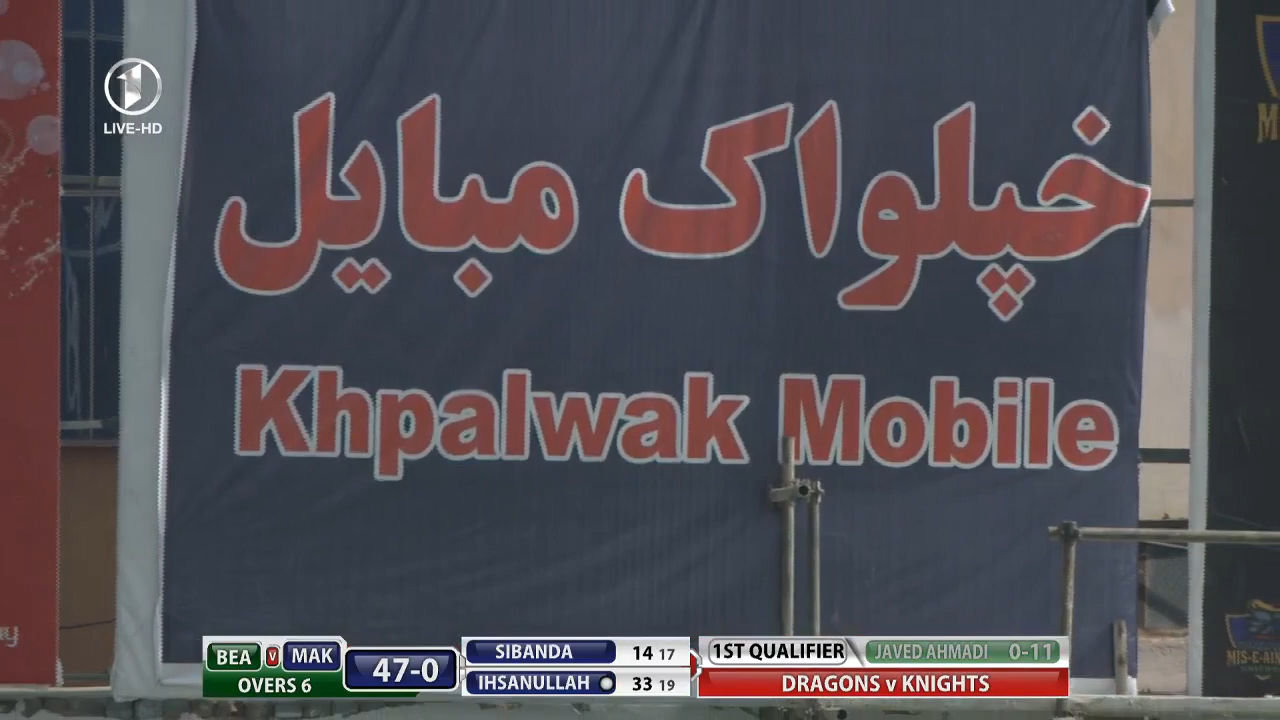 LIVE-HD
خپلواک مبایل
Khpalwak Mobile
BEA V MAK
OVERS 6
47-0
SIBANDA 14 17
IHSANULLAH 33 19
1ST QUALIFIER JAVED AHMADI 0-11
DRAGONS v KNIGHTS